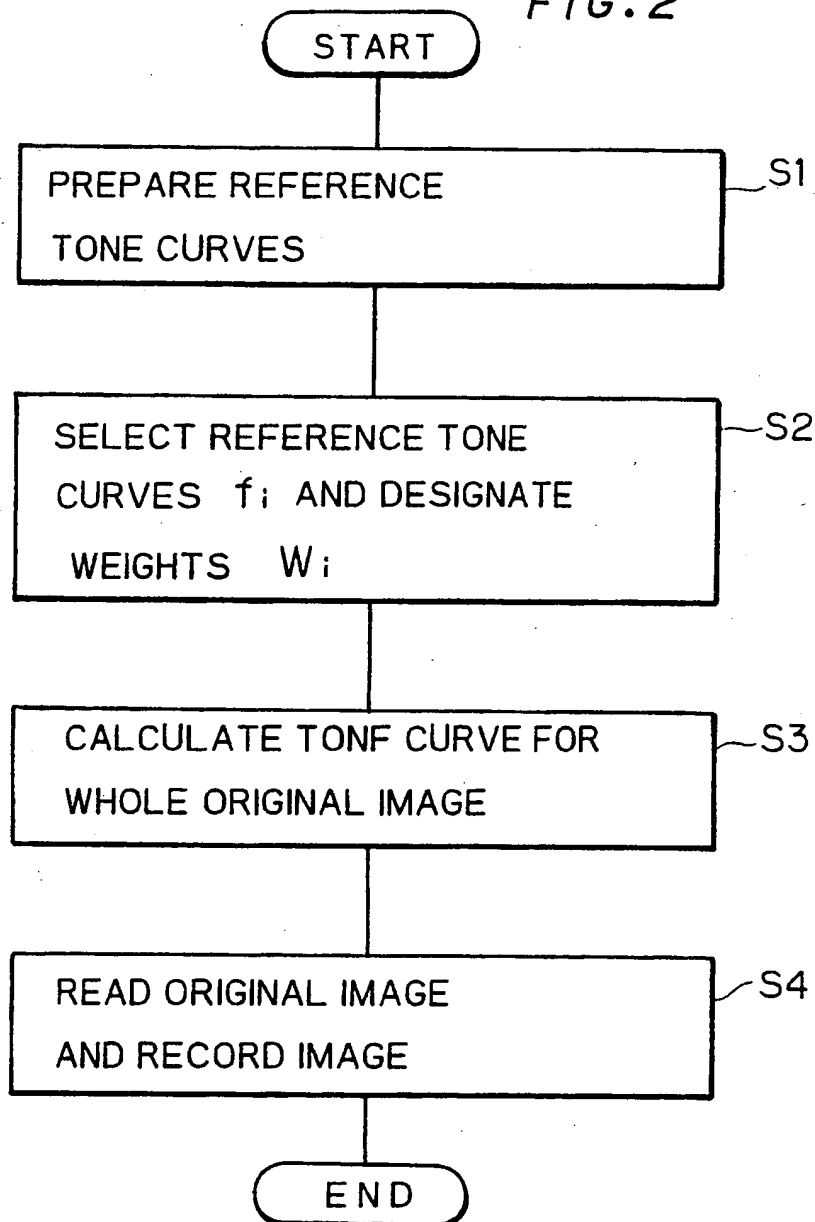 FIG. 2
START
PREPARE REFERENCE
TONE CURVES
S1
SELECT REFERENCE TONE
CURVES fi AND DESIGNATE
WEIGHTS Wi
S2
CALCULATE TONF CURVE FOR
WHOLE ORIGINAL IMAGE
S3
READ ORIGINAL IMAGE
AND RECORD IMAGE
S4
END